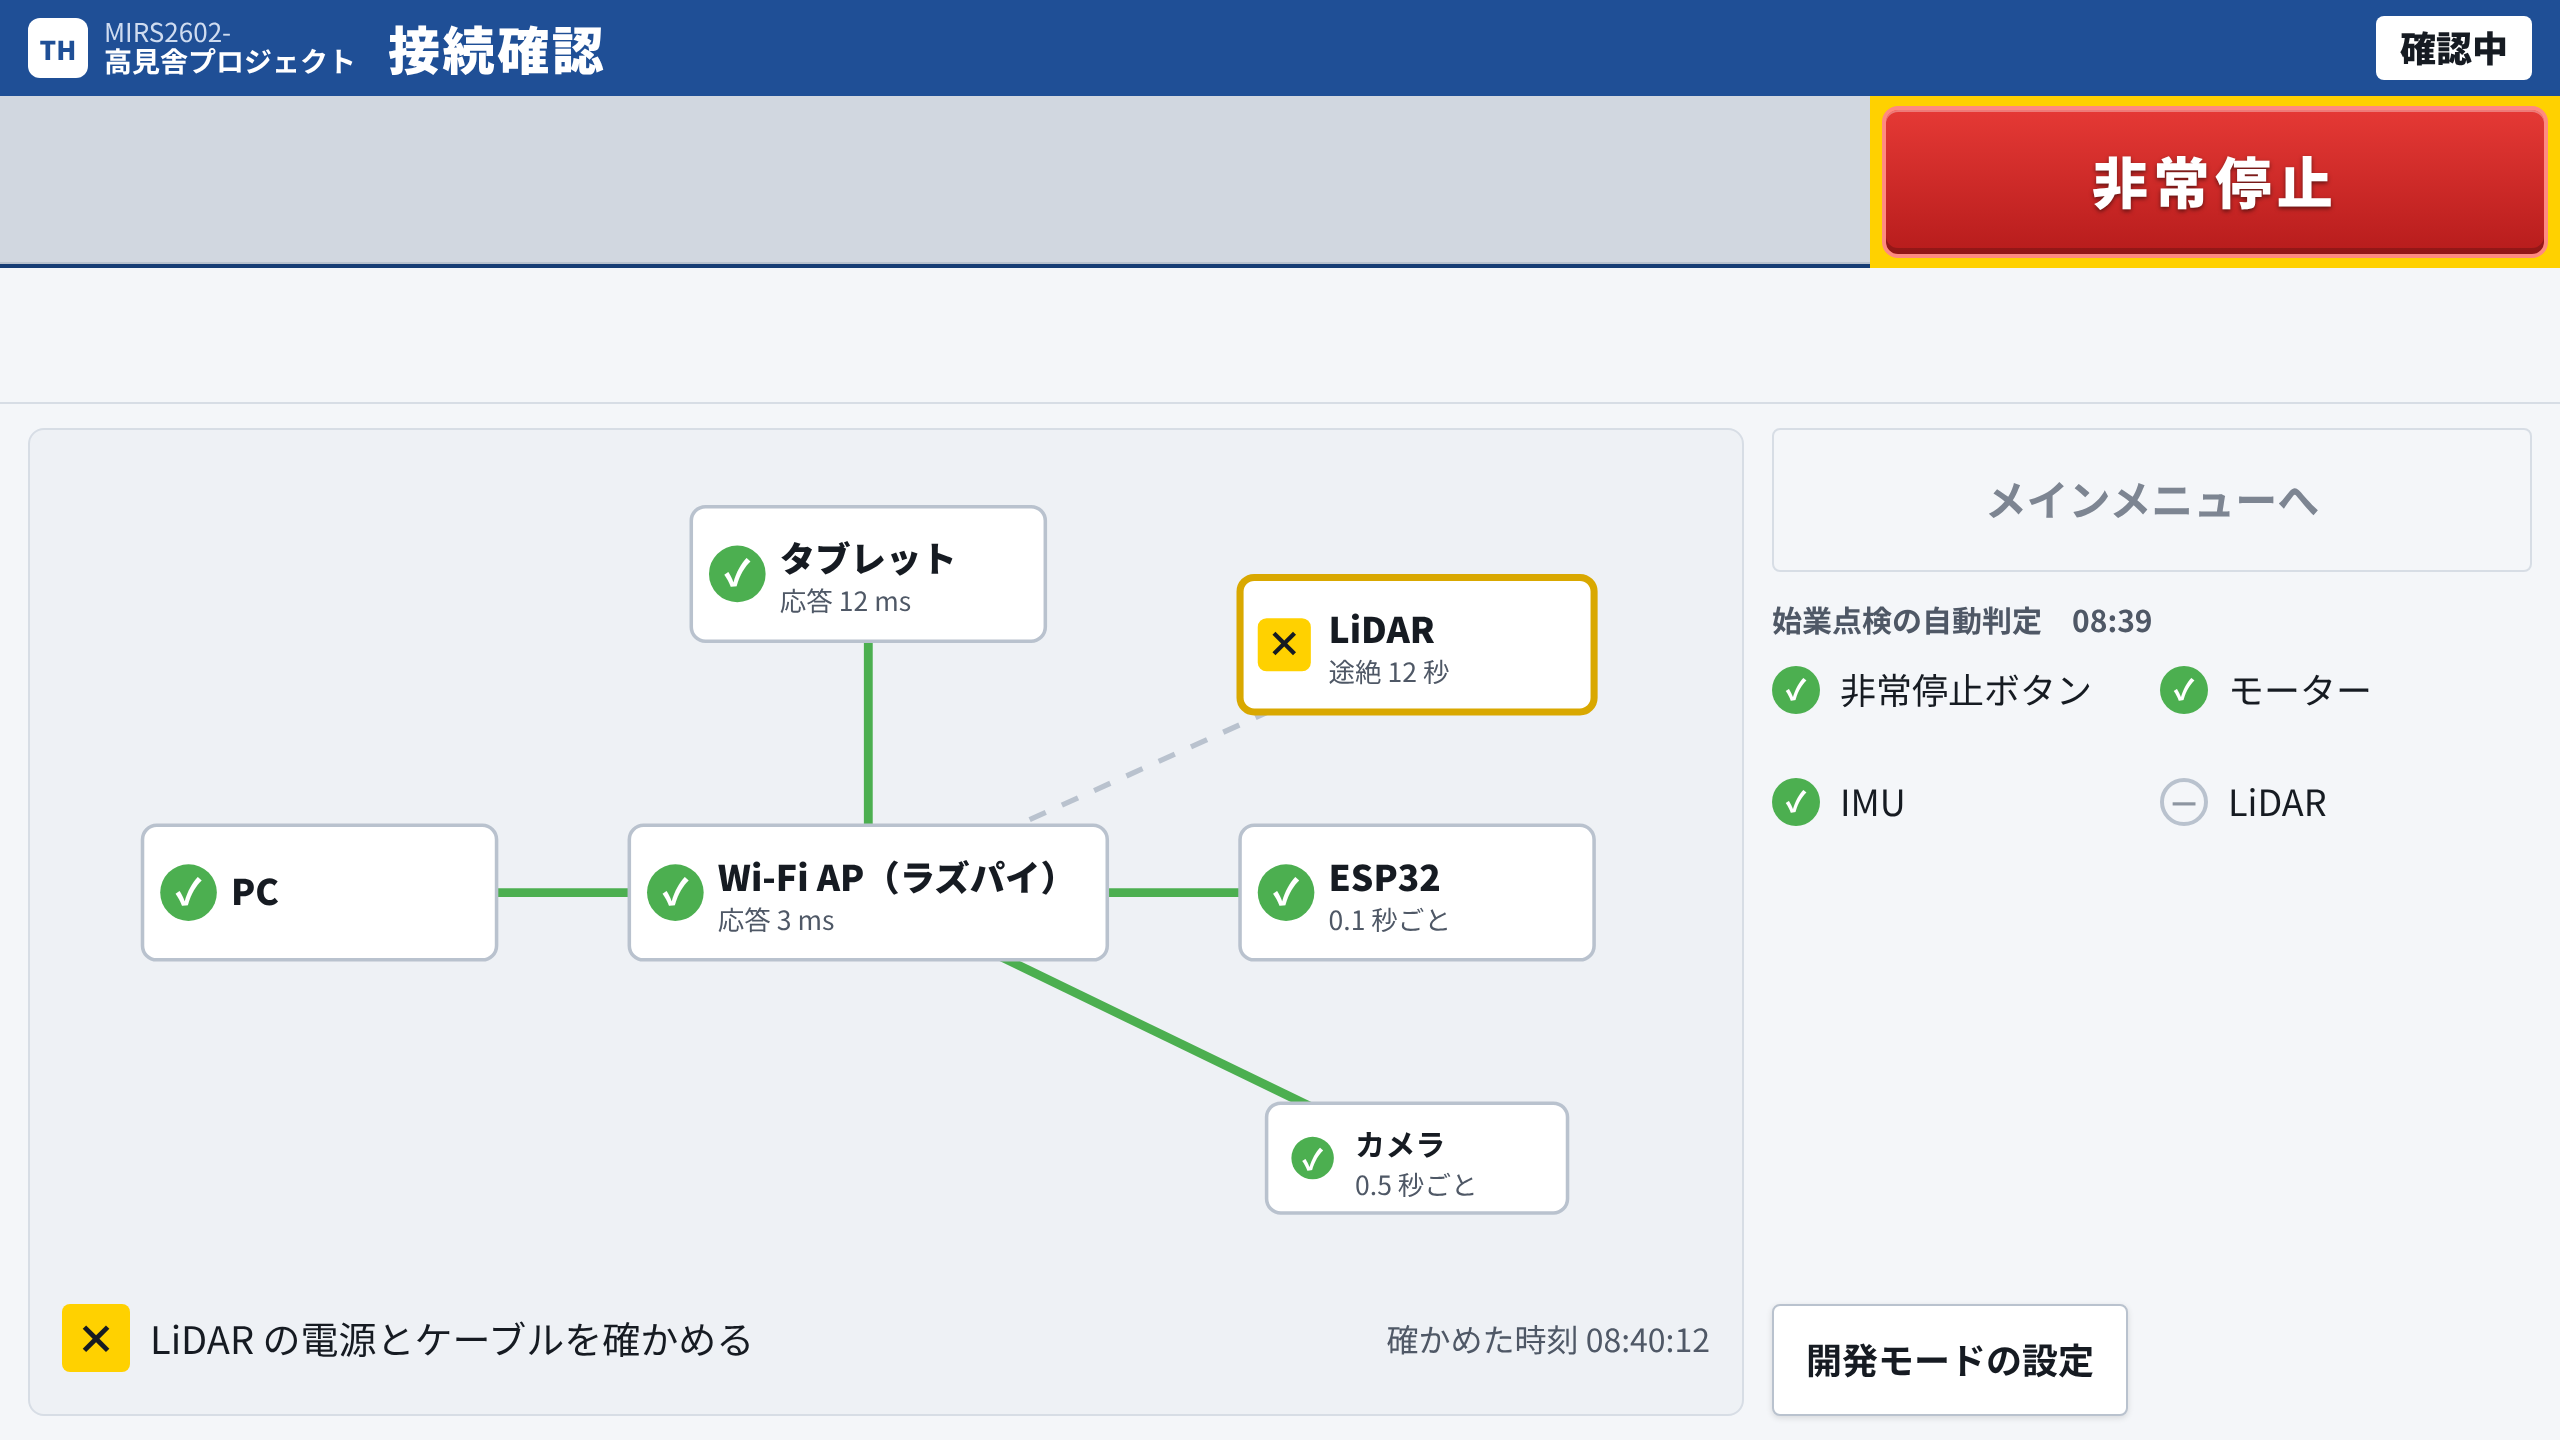 TH
MIRS2602-
高見舎プロジェクト
接続確認
確認中
非常停止
タブレット
応答 12 ms
LiDAR
途絶 12 秒
PC
Wi-Fi AP（ラズパイ）
応答 3 ms
ESP32
0.1 秒ごと
カメラ
0.5 秒ごと
LiDAR の電源とケーブルを確かめる
確かめた時刻 08:40:12
メインメニューへ
始業点検の自動判定 08:39
非常停止ボタン
モーター
IMU
LiDAR
開発モードの設定